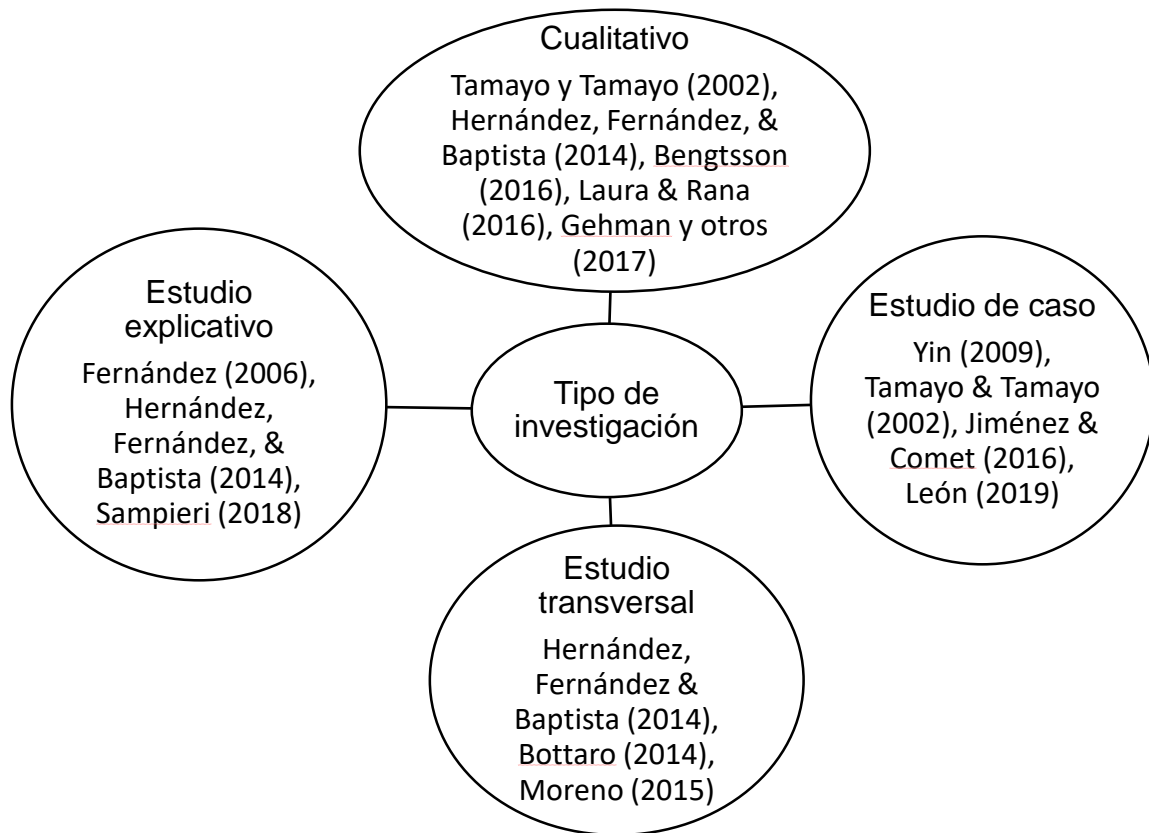 Cualitativo
Tamayo y Tamayo (2002),
Hernández, Fernández, &
Baptista (2014), Bengtsson
(2016), Laura & Rana
(2016), Gehman y otros
(2017)
Estudio
explicativo
Fernández (2006),
Hernández,
Fernández, &
Baptista (2014),
Sampieri (2018)
Tipo de
investigación
Estudio de caso
Yin (2009),
Tamayo & Tamayo
(2002), Jiménez &
Comet (2016),
León (2019)
Estudio
transversal
Hernández,
Fernández &
Baptista (2014),
Bottaro (2014),
Moreno (2015)